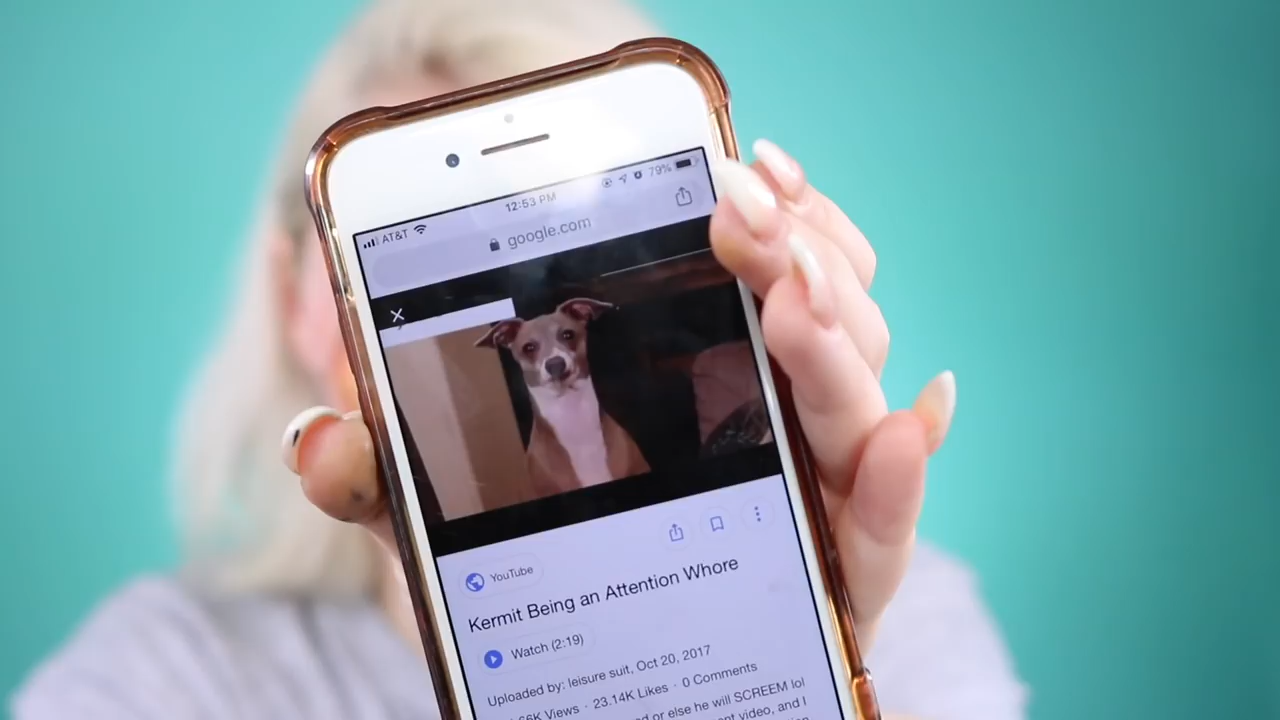 12:53 PM
79%
AT&T
google.com
YouTube
Kermit Being an Attention Whore
Watch (2:19)
Uploaded by: leisure suit, Oct 20, 2017
66K Views · 23.14K Likes · 0 Comments
or else he will SCREEM lol
video, and I